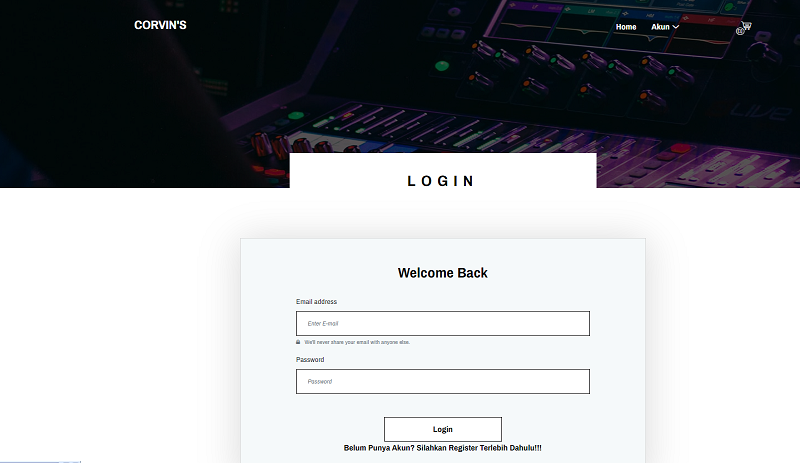 CORVIN'S
Home Akun
LOGIN
Welcome Back
Email address
Enter E-mail
We'll never share your email with anyone else.
Password
Password
Login
Belum Punya Akun? Silahkan Register Terlebih Dahulu!!!